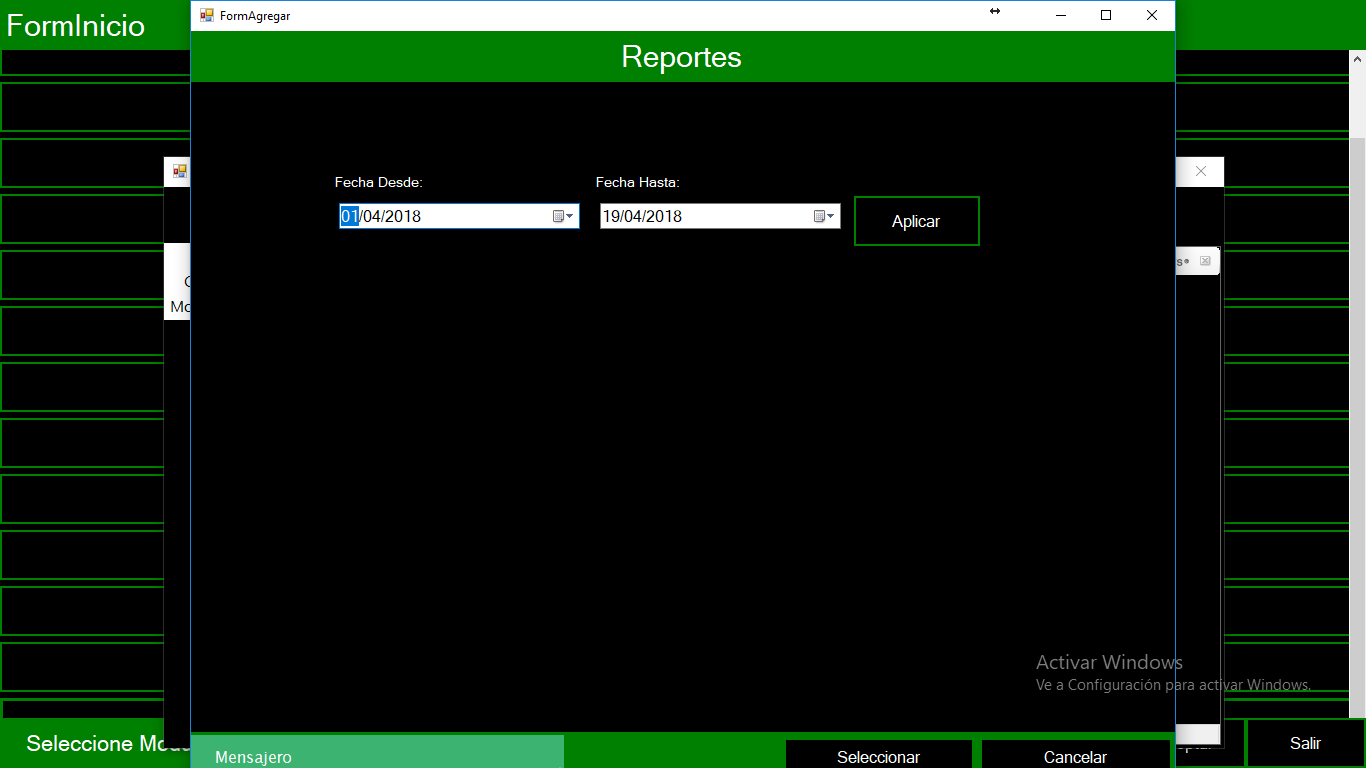 FormInicio
FormAgregar
Reportes
Fecha Desde:
Fecha Hasta:
01/04/2018
19/04/2018
Aplicar
Activar Windows
Ve a Configuración para activar Windows.
Seleccione
Mensajero
Seleccionar
Cancelar
Salir